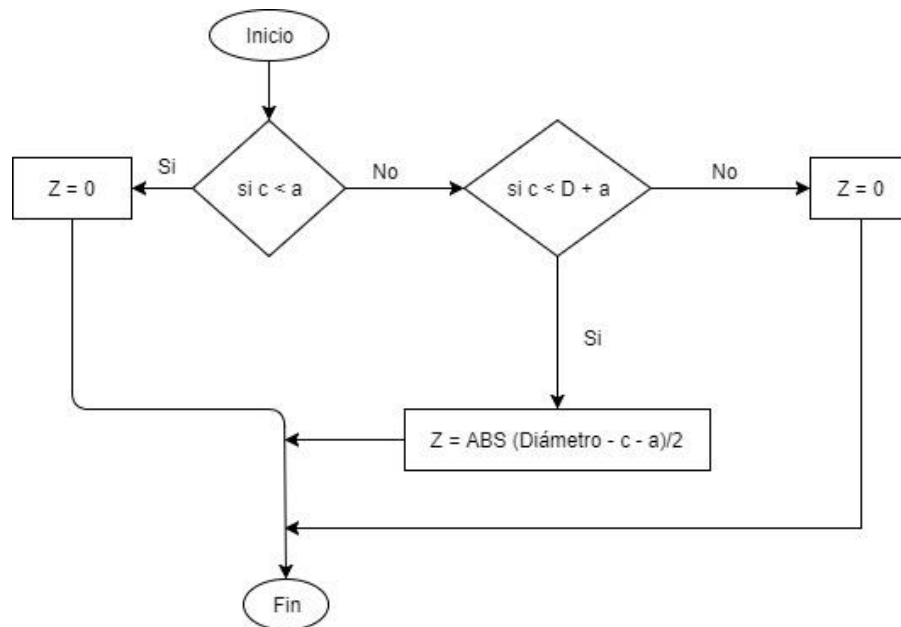 Inicio
Si
No
No
Z = 0
si c < a
si c < D + a
Z = 0
Si
Z = ABS (Diámetro - c - a)/2
Fin